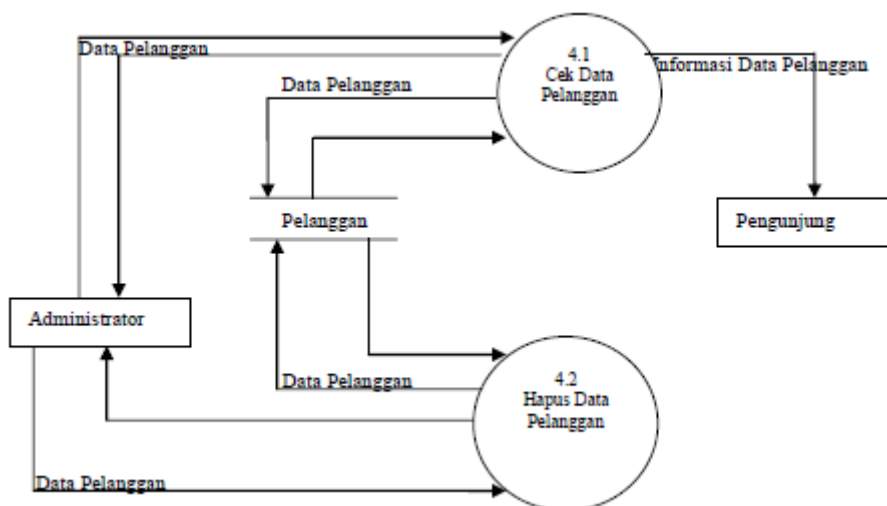 Data Pelanggan
4.1
Cek Data
Pelanggan
Informasi Data Pelanggan
Data Pelanggan
Pelanggan
Pengunjung
Administrator
4.2
Hapus Data
Pelanggan
Data Pelanggan
Data Pelanggan